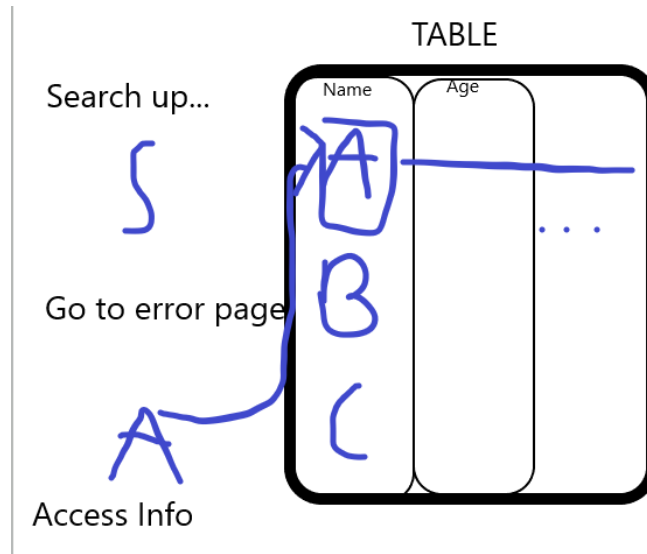 TABLE
Search up...
Name Age
S
A
. . .
B
Go to error page
C
A
Access Info